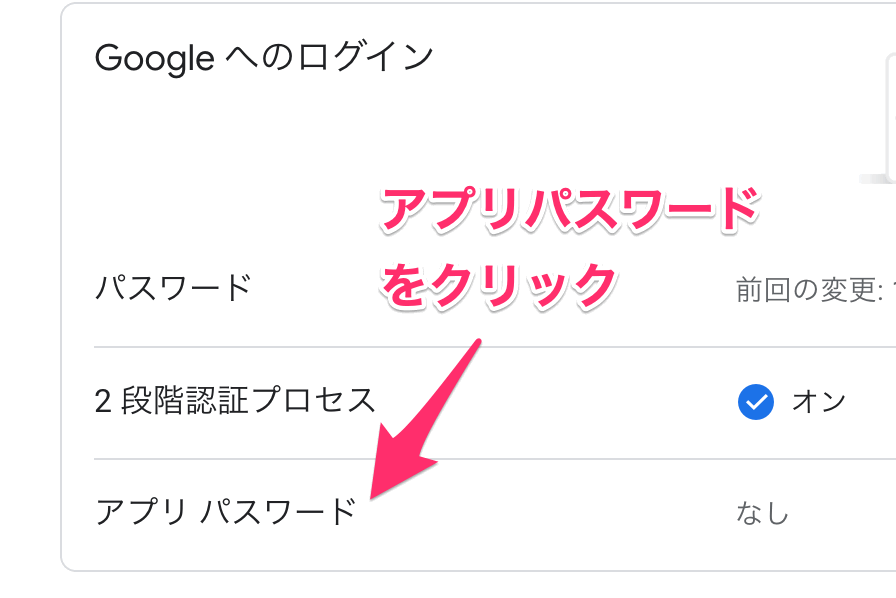 Google へのログイン
アプリパスワード
をクリック
パスワード
前回の変更:
2 段階認証プロセス
オン
アプリ パスワード
なし